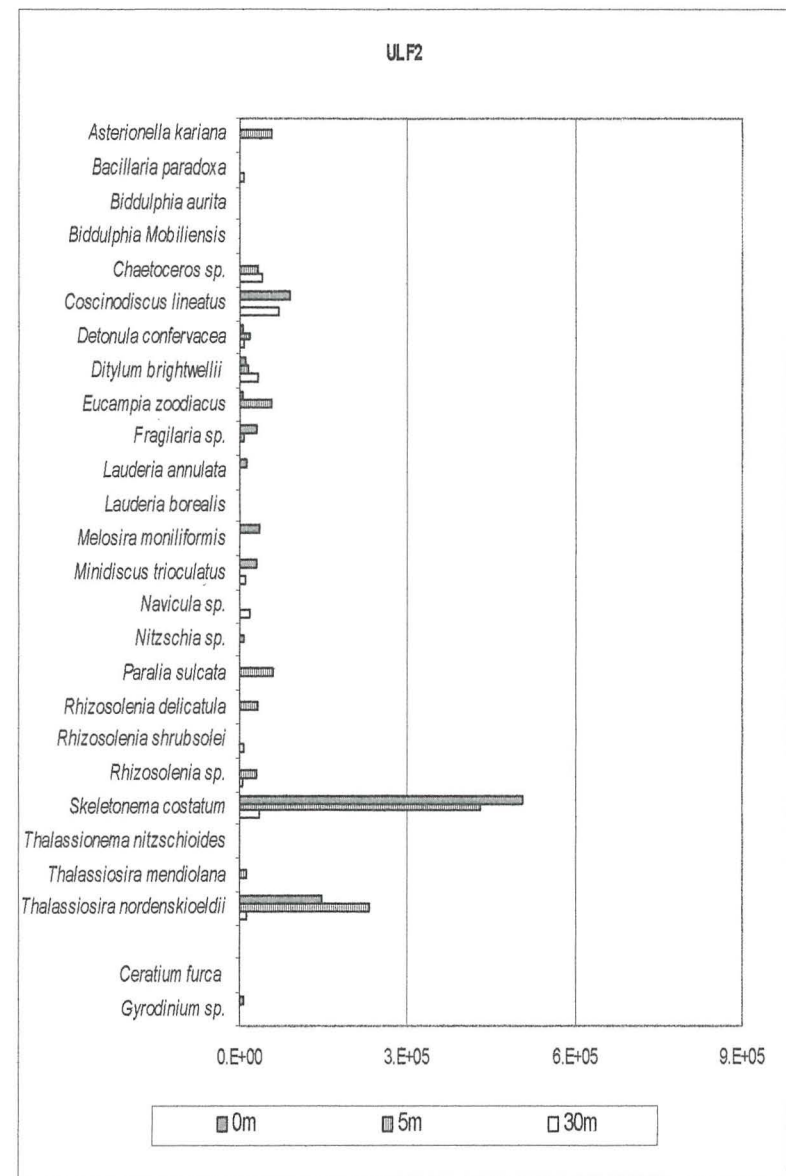 ULF2
Asterionella kariana
Bacillaria paradoxa
Biddulphia aurita
Biddulphia Mobiliensis
Chaetoceros sp.
Coscinodiscus lineatus
Detonula confervacea
Ditylum brightwellii
Eucampia zoodiacus
Fragilaria sp.
Lauderia annulata
Lauderia borealis
Melosira moniliformis
Minidiscus trioculatus
Navicula sp.
Nitzschia sp.
Paralia sulcata
Rhizosolenia delicatula
Rhizosolenia shrubsolei
Rhizosolenia sp.
Skeletonema costatum
Thalassionema nitzschioides
Thalassiosira mendiolana
Thalassiosira nordenskioeldii
Ceratium furca
Gyrodinium sp.
0.E+00 3.E+05 6.E+05 9.E+05
0m 5m 30m